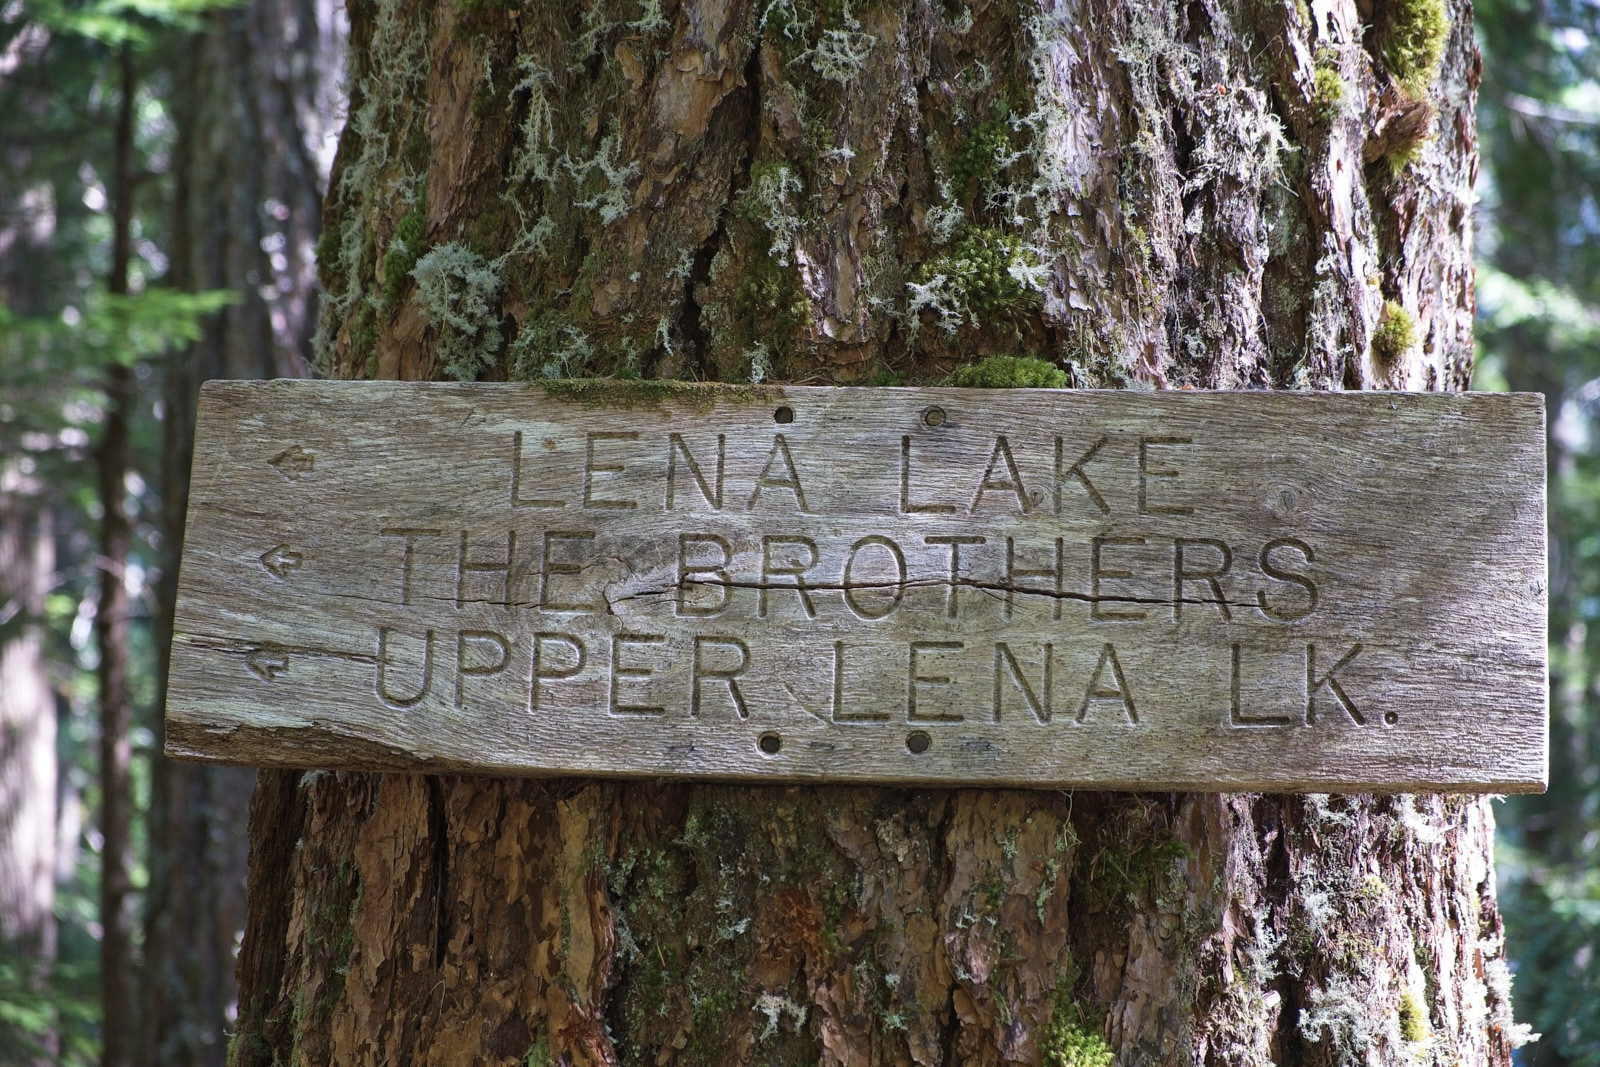 ← LENA LAKE
← THE BROTHERS
← UPPER LENA LK.